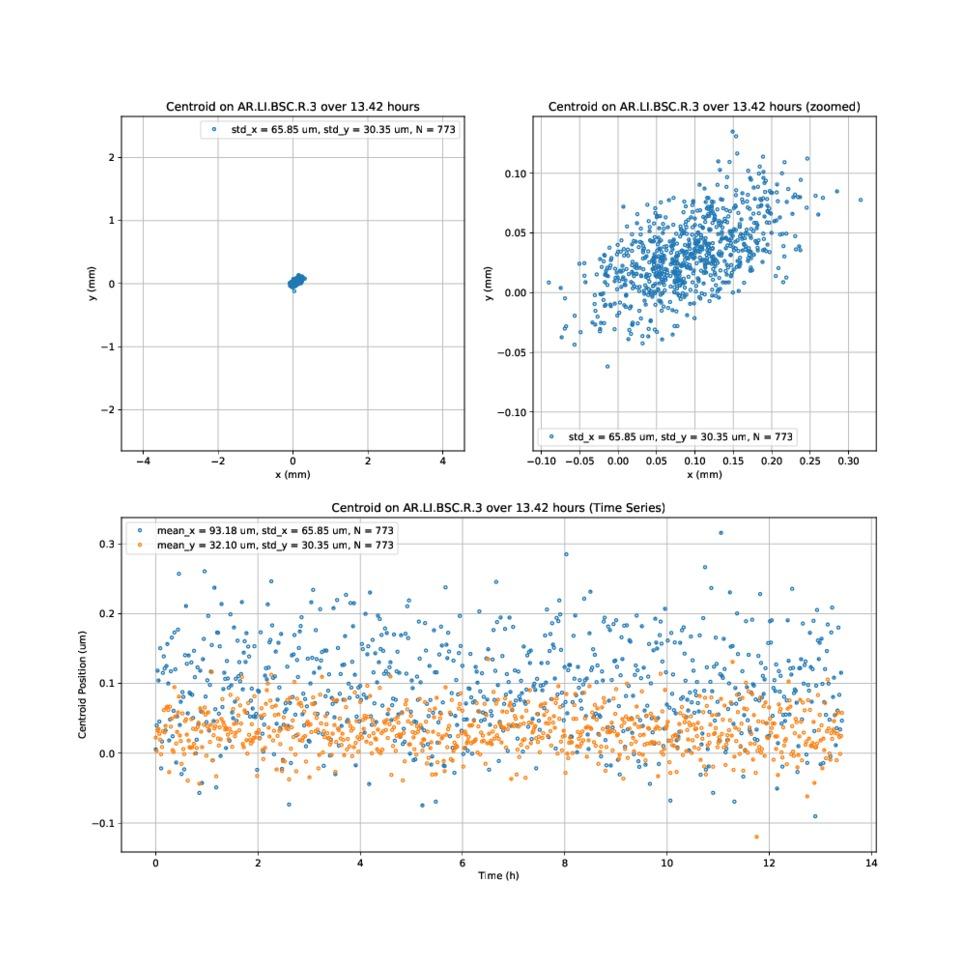 Centroid on AR.LI.BSC.R.3 over 13.42 hours
std_x = 65.85 um, std_y = 30.35 um, N = 773
2
1
0
−1
−2
y (mm)
−4 −2 0 2 4
x (mm)
Centroid on AR.LI.BSC.R.3 over 13.42 hours (zoomed)
0.10
0.05
0.00
−0.05
−0.10
y (mm)
std_x = 65.85 um, std_y = 30.35 um, N = 773
−0.10 −0.05 0.00 0.05 0.10 0.15 0.20 0.25 0.30
x (mm)
Centroid on AR.LI.BSC.R.3 over 13.42 hours (Time Series)
mean_x = 93.18 um, std_x = 65.85 um, N = 773
mean_y = 32.10 um, std_y = 30.35 um, N = 773
0.3
0.2
0.1
0.0
−0.1
Centroid Position (um)
0 2 4 6 8 10 12 14
Time (h)